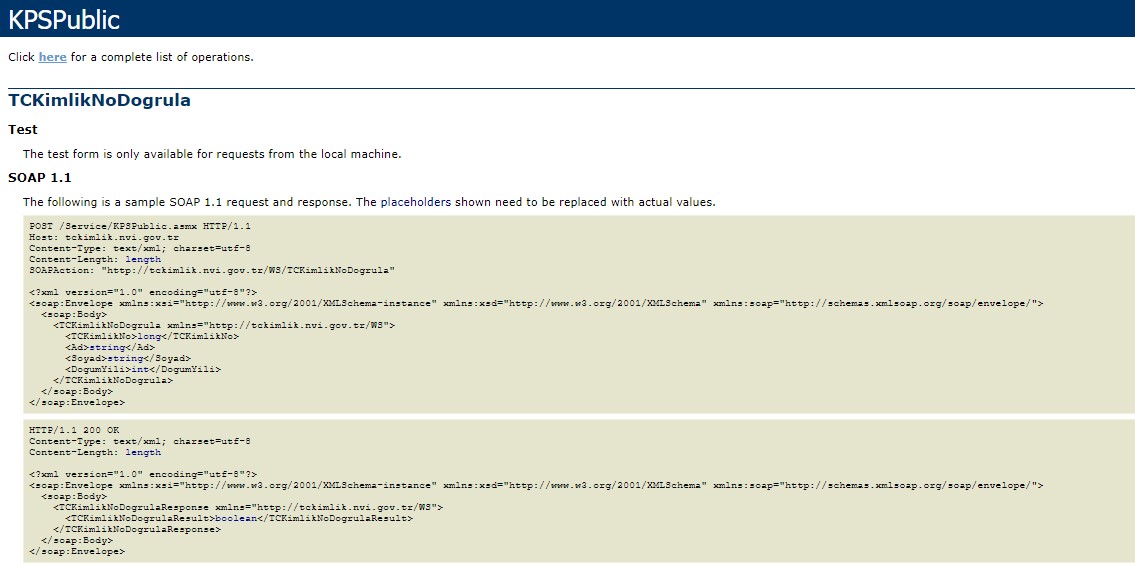 KPSPublic
Click here for a complete list of operations.
TCKimlikNoDogrula
Test
The test form is only available for requests from the local machine.
SOAP 1.1
The following is a sample SOAP 1.1 request and response. The placeholders shown need to be replaced with actual values.
POST /Service/KPSPublic.asmx HTTP/1.1
Host: tckimlik.nvi.gov.tr
Content-Type: text/xml; charset=utf-8
Content-Length: length
SOAPAction: "http://tckimlik.nvi.gov.tr/WS/TCKimlikNoDogrula"
<?xml version="1.0" encoding="utf-8"?>
<soap:Envelope xmlns:xsi="http://www.w3.org/2001/XMLSchema-instance" xmlns:xsd="http://www.w3.org/2001/XMLSchema" xmlns:soap="http://schemas.xmlsoap.org/soap/envelope/">
<soap:Body>
<TCKimlikNoDogrula xmlns="http://tckimlik.nvi.gov.tr/WS">
<TCKimlikNo>long</TCKimlikNo>
<Ad>string</Ad>
<Soyad>string</Soyad>
<DogumYili>int</DogumYili>
</TCKimlikNoDogrula>
</soap:Body>
</soap:Envelope>
HTTP/1.1 200 OK
Content-Type: text/xml; charset=utf-8
Content-Length: length
<?xml version="1.0" encoding="utf-8"?>
<soap:Envelope xmlns:xsi="http://www.w3.org/2001/XMLSchema-instance" xmlns:xsd="http://www.w3.org/2001/XMLSchema" xmlns:soap="http://schemas.xmlsoap.org/soap/envelope/">
<soap:Body>
<TCKimlikNoDogrulaResponse xmlns="http://tckimlik.nvi.gov.tr/WS">
<TCKimlikNoDogrulaResult>boolean</TCKimlikNoDogrulaResult>
</TCKimlikNoDogrulaResponse>
</soap:Body>
</soap:Envelope>